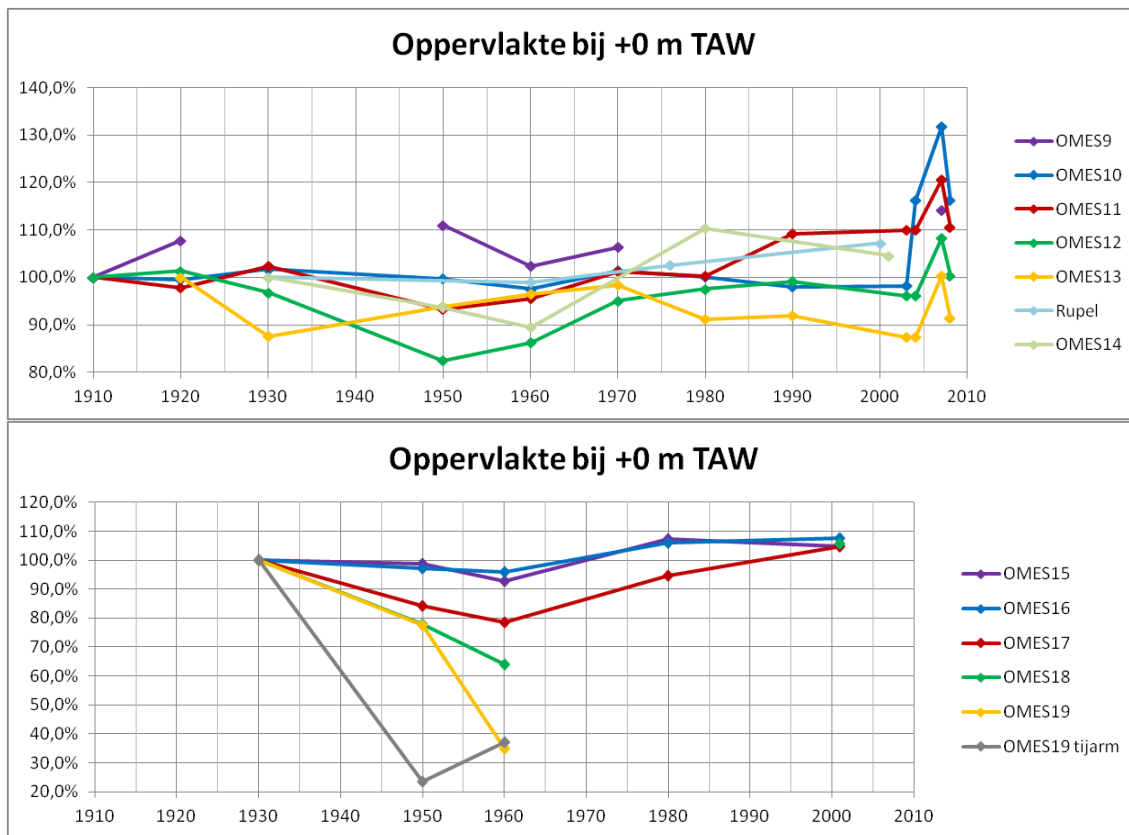 Oppervlakte bij +0 m TAW
140,0%
130,0%
120,0%
110,0%
100,0%
90,0%
80,0%
1910 1920 1930 1940 1950 1960 1970 1980 1990 2000 2010
OMES9
OMES10
OMES11
OMES12
OMES13
Rupel
OMES14
Oppervlakte bij +0 m TAW
120,0%
110,0%
100,0%
90,0%
80,0%
70,0%
60,0%
50,0%
40,0%
30,0%
20,0%
1910 1920 1930 1940 1950 1960 1970 1980 1990 2000 2010
OMES15
OMES16
OMES17
OMES18
OMES19
OMES19 tijarm